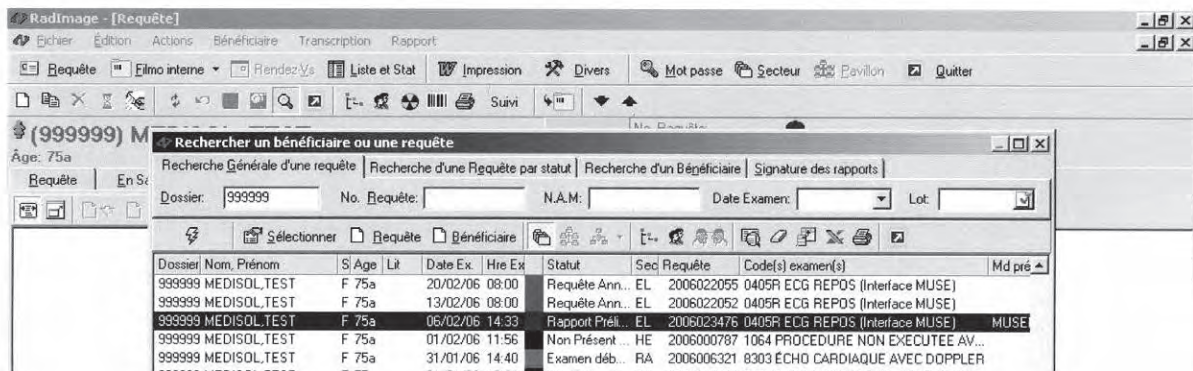 RadImage - [Requête]
Fichier Édition Actions Bénéficiaire Transcription Rapport
Requête Filmo interne Rendez-Vs Liste et Stat Impression Divers Mot passe Secteur Pavillon Quitter
Suivi
(999999) M
No. Requête:
Âge: 75a
Requête En Sa
Rechercher un bénéficiaire ou une requête
Recherche Générale d'une requête Recherche d'une Requête par statut Recherche d'un Bénéficiaire Signature des rapports
Dossier: 999999 No. Requête: N.A.M: Date Examen: Lot:
Sélectionner Requête Bénéficiaire
Dossier Nom, Prénom S Age Lit Date Ex. Hre Ex Statut Sec Requête Code(s) examen(s) Md pré
999999 MEDISOL,TEST F 75a 20/02/06 08:00 Requête Ann... EL 2006022055 0405R ECG REPOS (Interface MUSE)
999999 MEDISOL,TEST F 75a 13/02/06 08:00 Requête Ann... EL 2006022052 0405R ECG REPOS (Interface MUSE)
999999 MEDISOL,TEST F 75a 06/02/06 14:33 Rapport Préli... EL 2006023476 0405R ECG REPOS (Interface MUSE) MUSE
999999 MEDISOL,TEST F 75a 01/02/06 11:56 Non Présent... HE 2006000787 1064 PROCEDURE NON EXECUTEE AV...
999999 MEDISOL,TEST F 75a 31/01/06 14:40 Examen déb... RA 2006006321 8303 ÉCHO CARDIAQUE AVEC DOPPLER